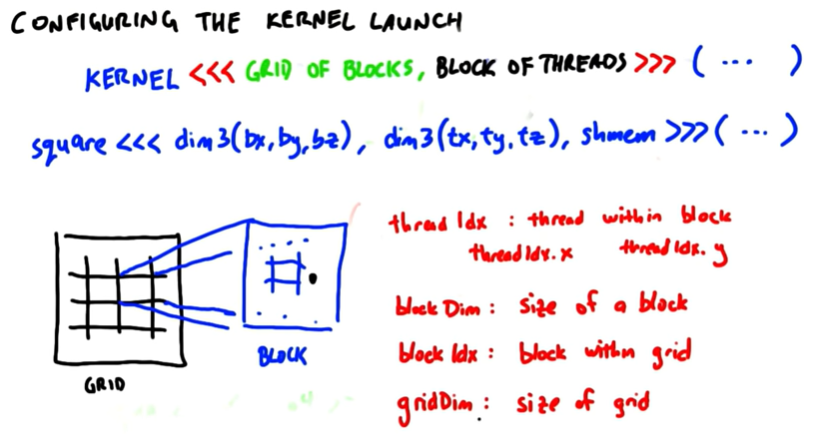 CONFIGURING THE KERNEL LAUNCH
KERNEL <<< GRID OF BLOCKS, BLOCK OF THREADS >>> ( ... )
square <<< dim3(bx, by, bz), dim3(tx, ty, tz), shmem >>> ( ... )
threadIdx : thread within block
threadIdx.x threadIdx.y
blockDim : size of a block
blockIdx : block within grid
gridDim : size of grid
GRID
BLOCK